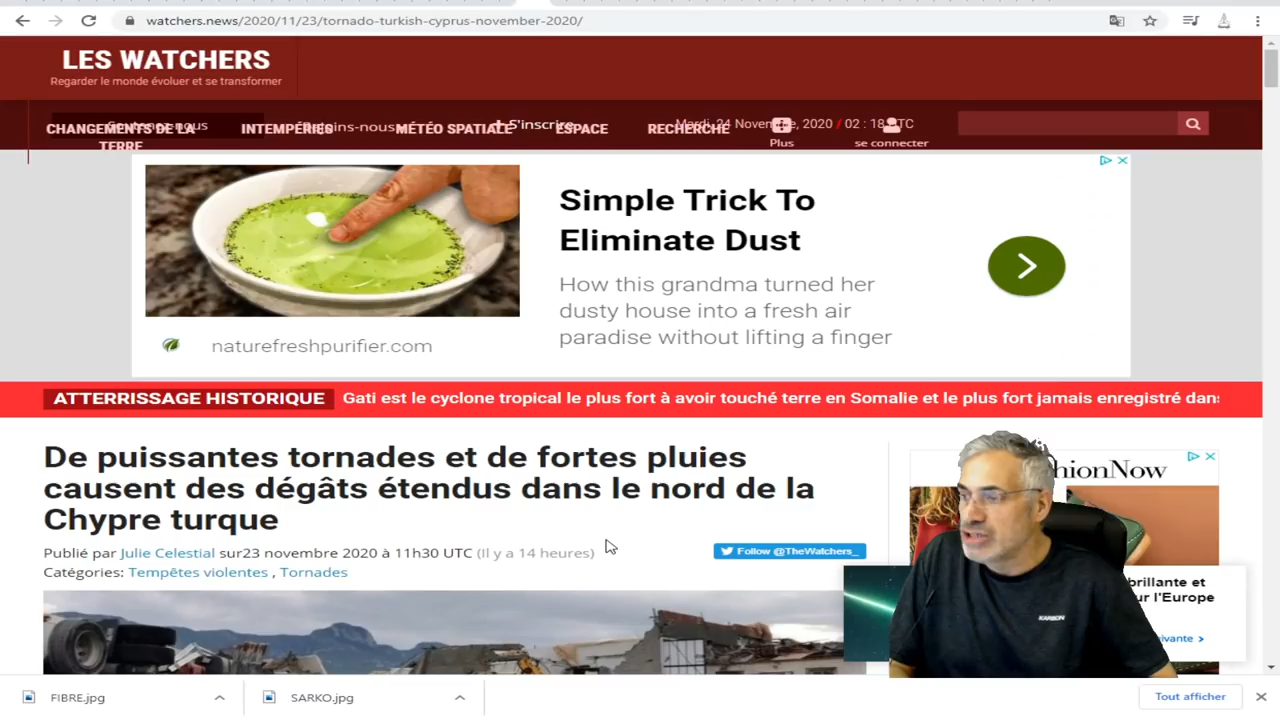 watchers.news/2020/11/23/tornado-turkish-cyprus-november-2020/
LES WATCHERS
Regarder le monde évoluer et se transformer
CHANGEMENTS DE LA TERRE
Soutenez-nous
INTEMPÉRIES
MÉTÉO SPATIALE
S'inscrire
ESPACE
RECHERCHE
Mardi, 24 Novembre, 2020 / 02 : 18 UTC
Plus
se connecter
Simple Trick To
Eliminate Dust
How this grandma turned her
dusty house into a fresh air
paradise without lifting a finger
naturefreshpurifier.com
ATTERRISSAGE HISTORIQUE Gati est le cyclone tropical le plus fort à avoir touché terre en Somalie et le plus fort jamais enregistré dans
De puissantes tornades et de fortes pluies
causent des dégâts étendus dans le nord de la
Chypre turque
Publié par Julie Celestial sur23 novembre 2020 à 11h30 UTC (Il y a 14 heures)
Follow @TheWatchers_
Catégories: Tempêtes violentes , Tornades
hionNow
brillante et
ur l'Europe
ivante >
KARBON
FIBRE.jpg
SARKO.jpg
Tout afficher